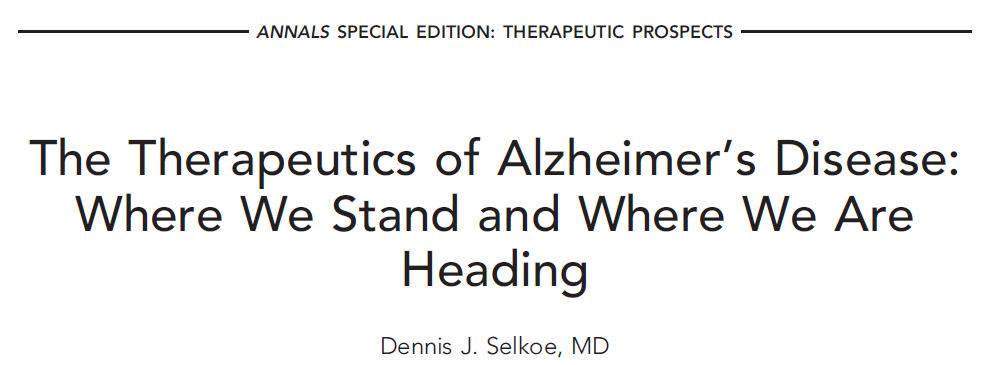 ANNALS SPECIAL EDITION: THERAPEUTIC PROSPECTS
The Therapeutics of Alzheimer’s Disease:
Where We Stand and Where We Are
Heading
Dennis J. Selkoe, MD